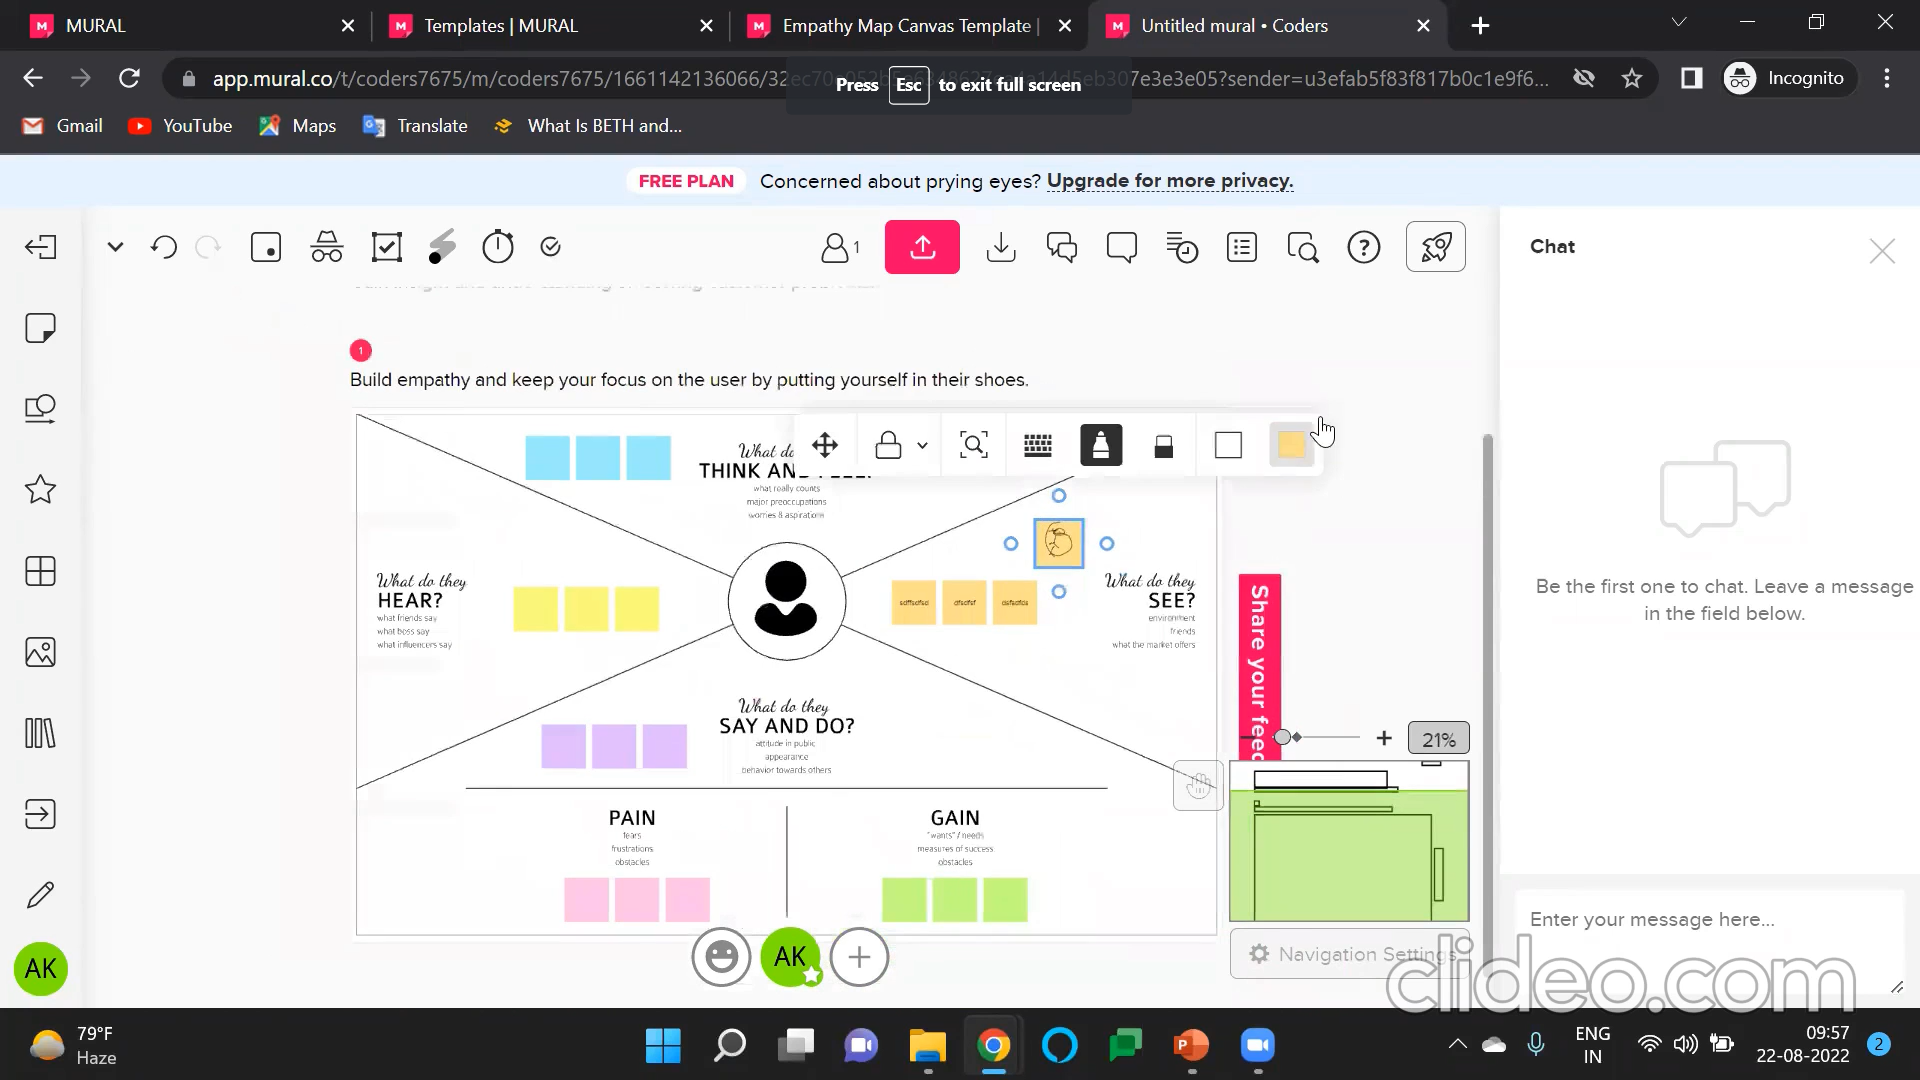 MURAL
Templates | MURAL
Empathy Map Canvas Template |
Untitled mural • Coders
app.mural.co/t/coders7675/m/coders7675/1661142136066/
?sender=u3efab5f83f817b0c1e9f6...
Press Esc to exit full screen
Incognito
Gmail
YouTube
Maps
Translate
What Is BETH and...
FREE PLAN Concerned about prying eyes? Upgrade for more privacy.
1
Chat
1
Build empathy and keep your focus on the user by putting yourself in their shoes.
What do
THINK AND
what really counts
major preoccupations
worries & aspirations
What do they
HEAR?
what friends say
what boss say
what influencers say
What do they
SEE?
environment
friends
what the market offers
What do they
SAY AND DO?
attitude in public
appearance
behavior towards others
PAIN
fears
frustrations
obstacles
GAIN
"wants" / needs
measures of success
obstacles
Share your feed
21%
Navigation Settings
Be the first one to chat. Leave a message
in the field below.
Enter your message here...
AK
AK
clideo.com
79°F
Haze
ENG
IN
09:57
22-08-2022
2